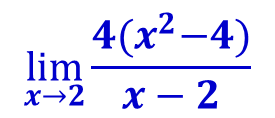 lim x→2 4(x²−4) / x − 2